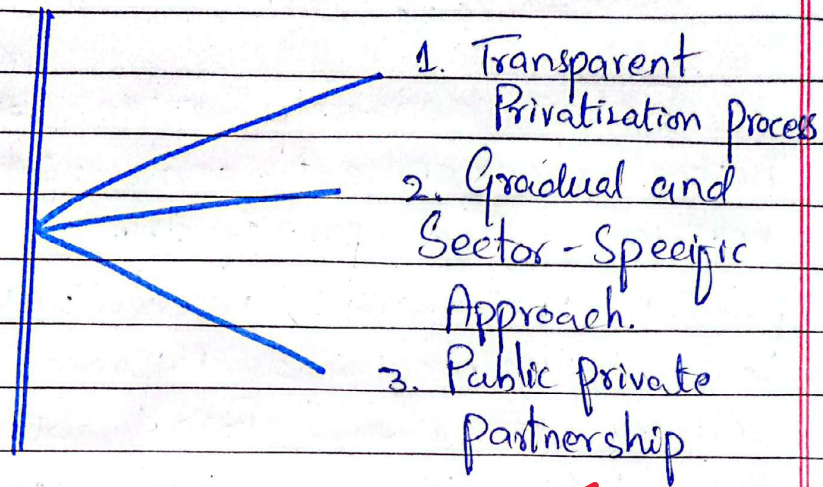 1. Transparent
Privatization Process
2. Gradual and
Sector-Specific
Approach.
3. Public private
partnership